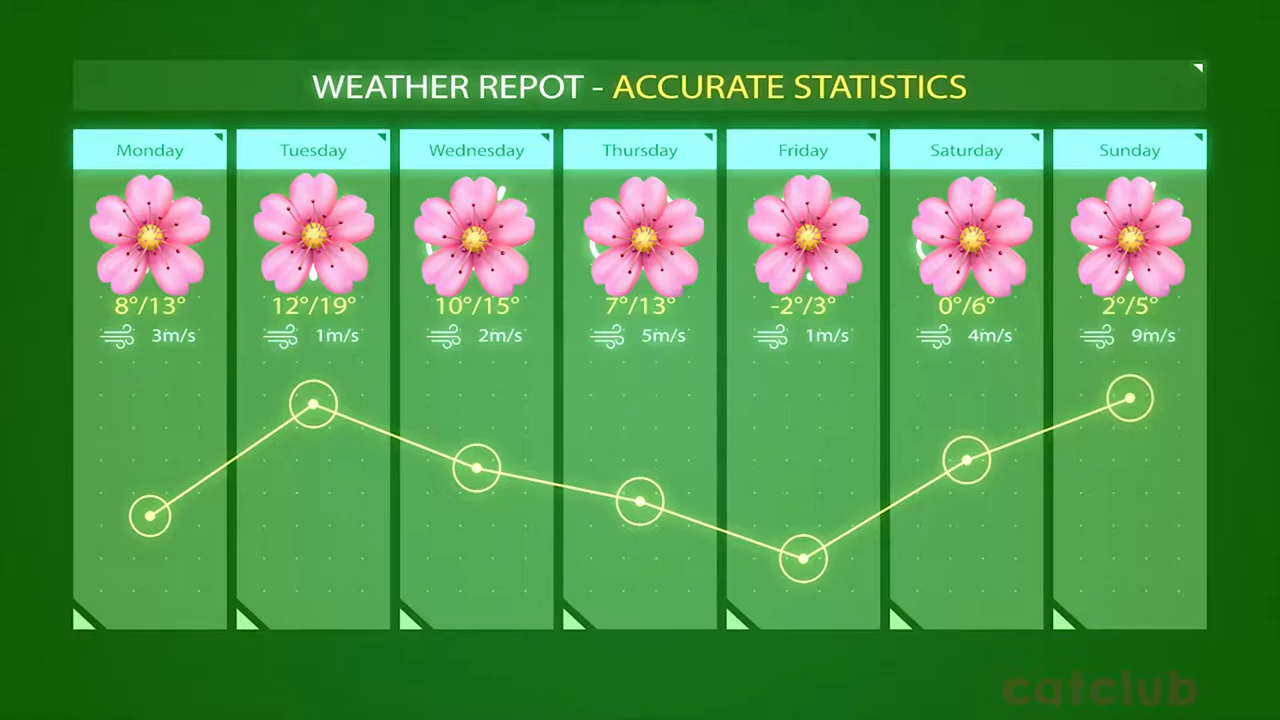 WEATHER REPOT - ACCURATE STATISTICS
Monday Tuesday Wednesday Thursday Friday Saturday Sunday
8°/13° 12°/19° 10°/15° 7°/13° -2°/3° 0°/6° 2°/5°
3m/s 1m/s 2m/s 5m/s 1m/s 4m/s 9m/s
catclub